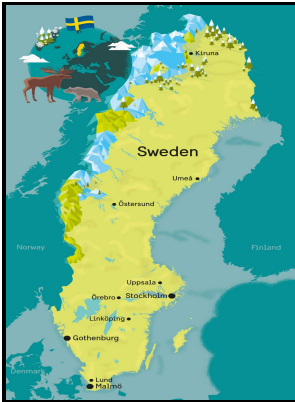 Kiruna
Sweden
Umeå
Östersund
Norway
Finland
Uppsala
Örebro
Stockholm
Linköping
Gothenburg
Denmark
Lund
Malmö